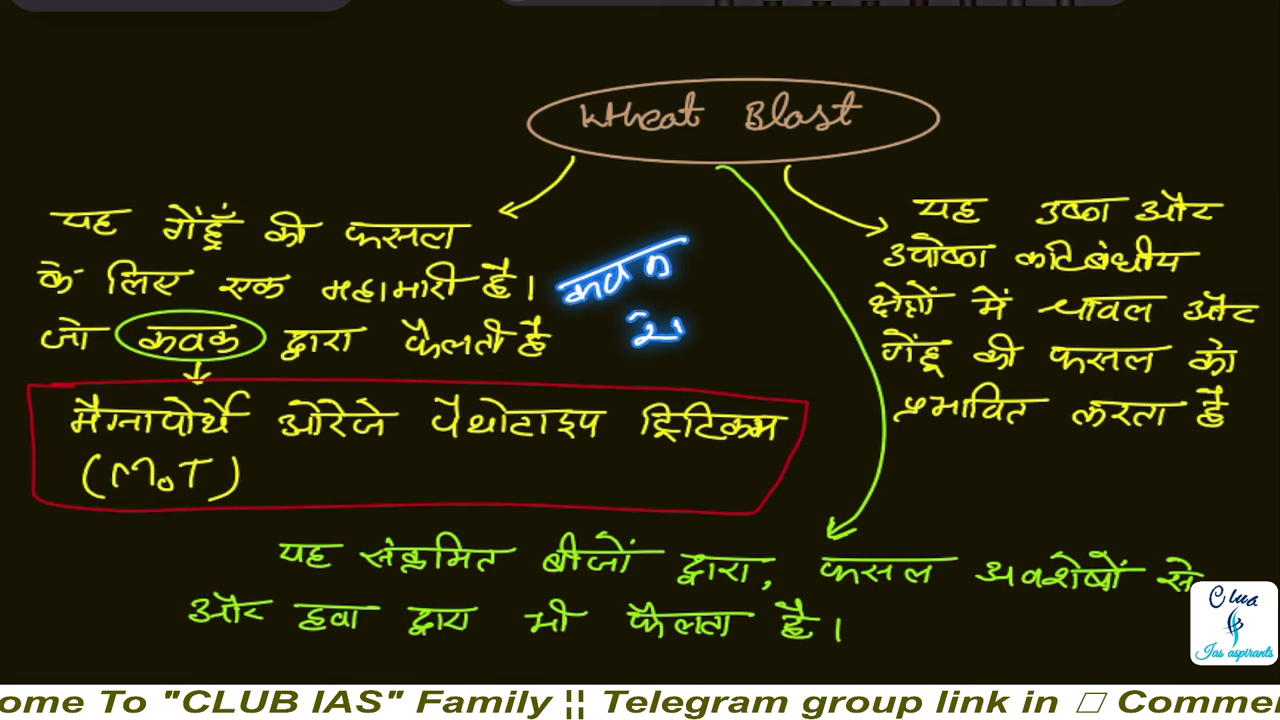 Wheat Blast
यह गेंहूँ की फसल
के लिए एक महामारी है।
जो कवक द्वारा फैलती है
मैग्नापोर्थे ओरेजे पैथोटाइप ट्रिटिकम
(MoT)
कवक
से
यह उष्ण और
उपोष्ण कटिबंधीय
क्षेत्रों में चावल और
गेंहू की फसल को
प्रभावित करता है
यह संक्रमित बीजों द्वारा, फसल अवशेषों से
और हवा द्वारा भी फैलता है।
Club
Ias aspirants
ome To "CLUB IAS" Family ¦¦ Telegram group link in □ Comme